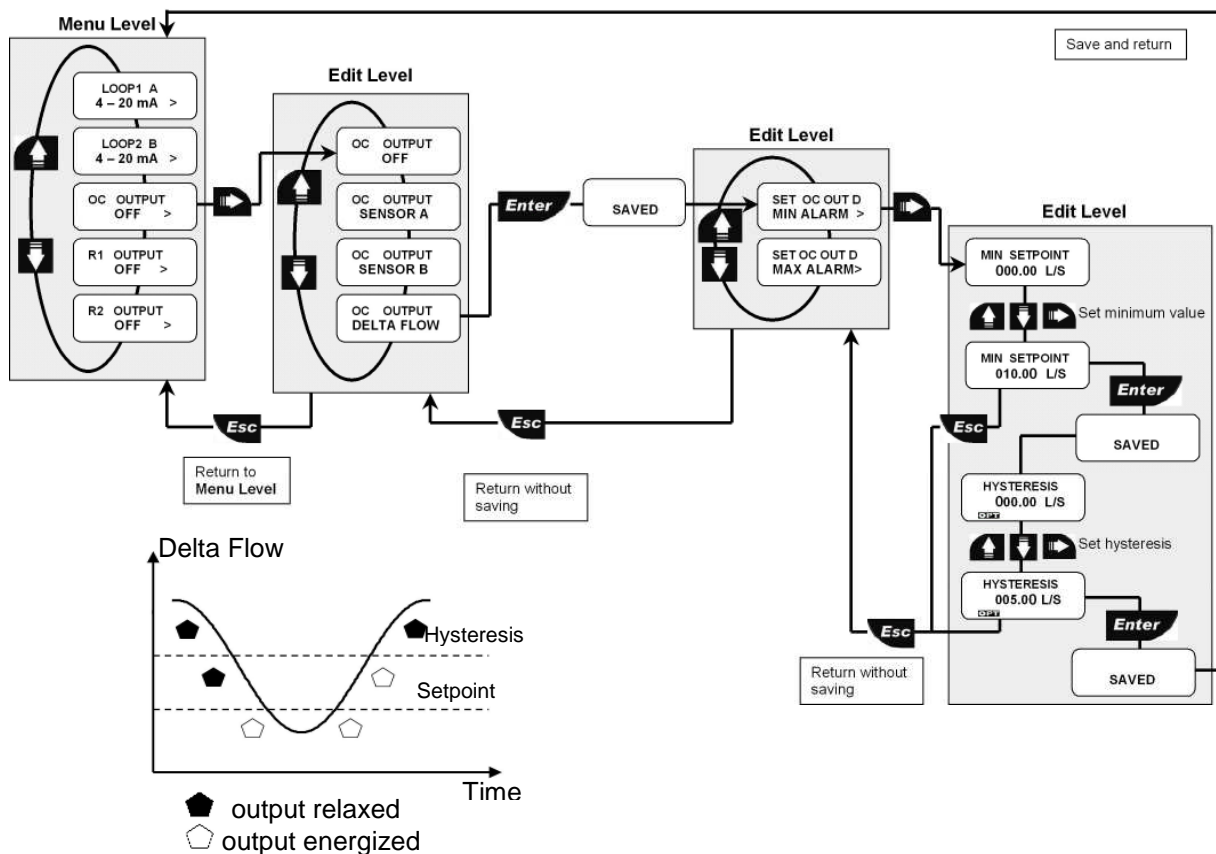 Menu Level
LOOP1 A
4 – 20 mA >
LOOP2 B
4 – 20 mA >
OC OUTPUT
OFF >
R1 OUTPUT
OFF >
R2 OUTPUT
OFF >
Esc
Return to
Menu Level
Edit Level
OC OUTPUT
OFF
OC OUTPUT
SENSOR A
OC OUTPUT
SENSOR B
OC OUTPUT
DELTA FLOW
Enter
SAVED
Esc
Return without
saving
Edit Level
SET OC OUT D
MIN ALARM >
SET OC OUT D
MAX ALARM>
Save and return
Edit Level
MIN SETPOINT
000.00 L/S
Set minimum value
MIN SETPOINT
010.00 L/S
Enter
Esc
SAVED
HYSTERESIS
000.00 L/S
OPT
Set hysteresis
HYSTERESIS
005.00 L/S
OPT
Enter
Esc
Return without
saving
SAVED
Delta Flow
Hysteresis
Setpoint
Time
output relaxed
output energized